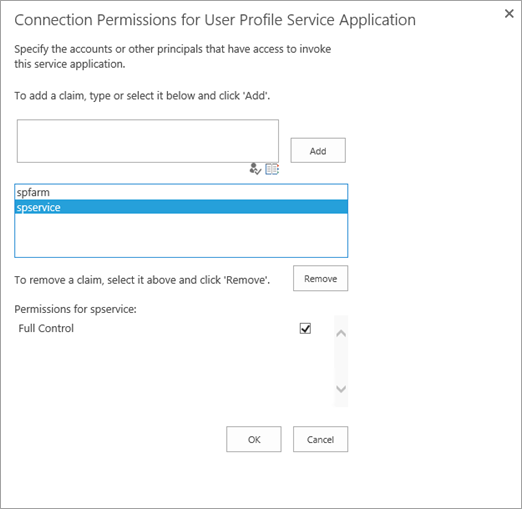 Connection Permissions for User Profile Service Application
Specify the accounts or other principals that have access to invoke
this service application.
To add a claim, type or select it below and click 'Add'.
Add
spfarm
spservice
To remove a claim, select it above and click 'Remove'.
Remove
Permissions for spservice:
Full Control
OK
Cancel